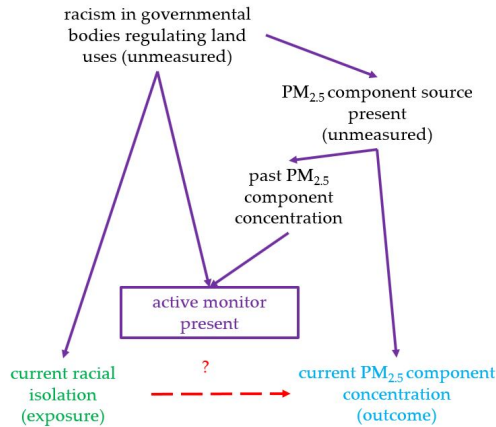 racism in governmental
bodies regulating land
uses (unmeasured)
PM2.5 component source
present
(unmeasured)
past PM2.5
component
concentration
active monitor
present
?
current racial
isolation
(exposure)
current PM2.5 component
concentration
(outcome)